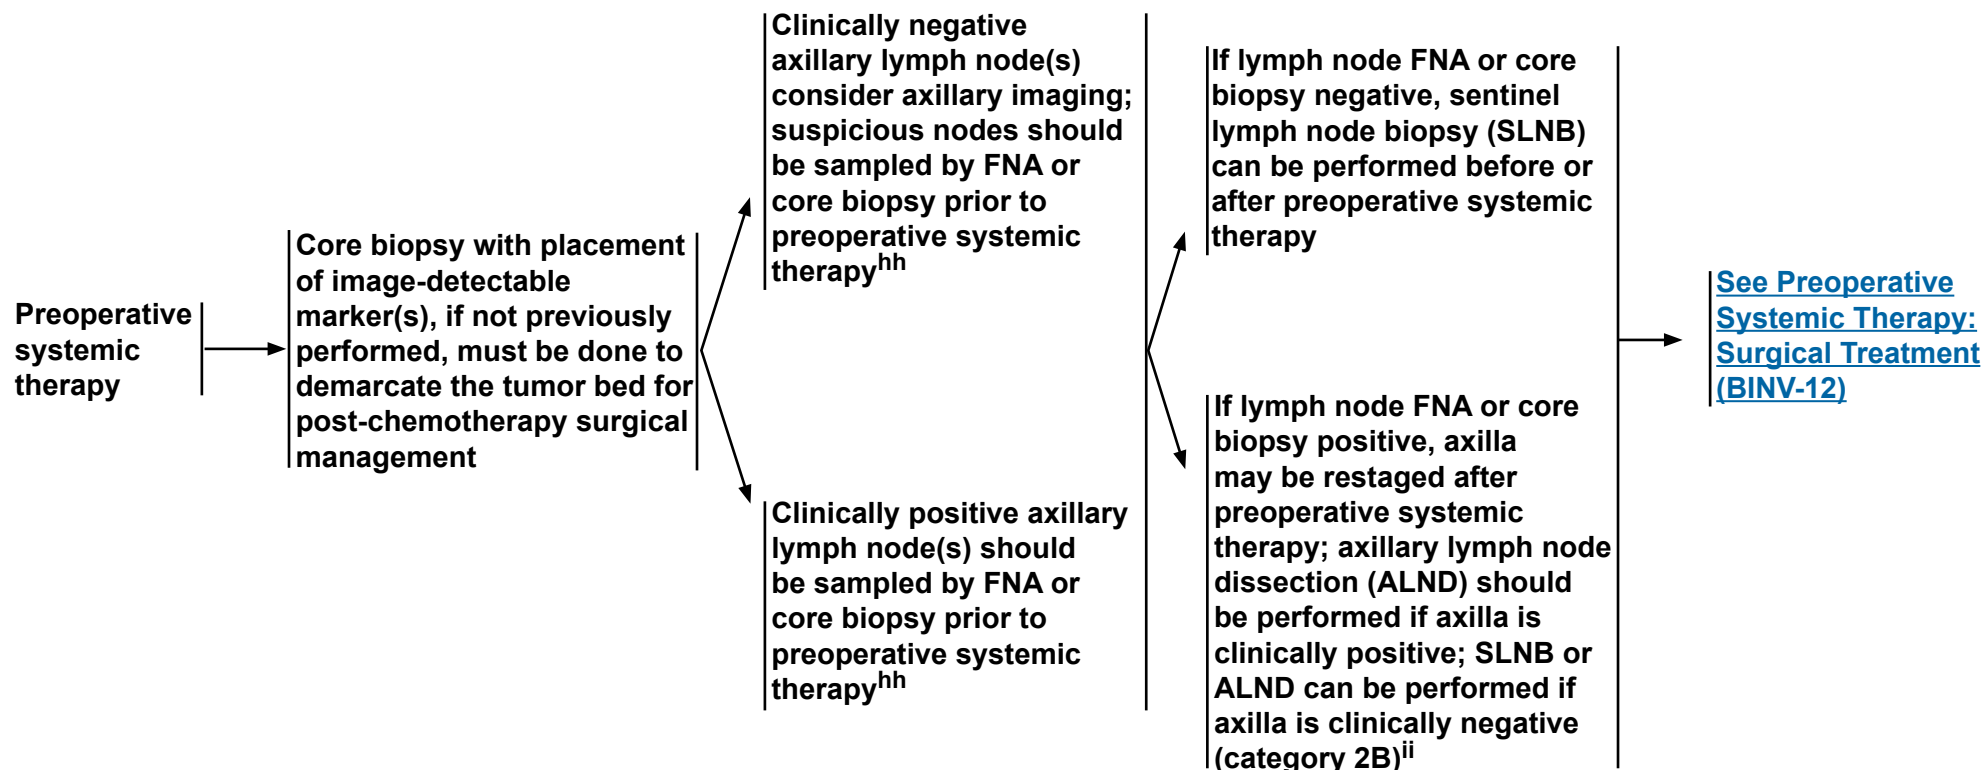 Preoperative
systemic
therapy
Core biopsy with placement
of image-detectable
marker(s), if not previously
performed, must be done to
demarcate the tumor bed for
post-chemotherapy surgical
management
Clinically negative
axillary lymph node(s)
consider axillary imaging;
suspicious nodes should
be sampled by FNA or
core biopsy prior to
preoperative systemic
therapyhh
Clinically positive axillary
lymph node(s) should
be sampled by FNA or
core biopsy prior to
preoperative systemic
therapyhh
If lymph node FNA or core
biopsy negative, sentinel
lymph node biopsy (SLNB)
can be performed before or
after preoperative systemic
therapy
If lymph node FNA or core
biopsy positive, axilla
may be restaged after
preoperative systemic
therapy; axillary lymph node
dissection (ALND) should
be performed if axilla is
clinically positive; SLNB or
ALND can be performed if
axilla is clinically negative
(category 2B)ii
See Preoperative
Systemic Therapy:
Surgical Treatment
(BINV-12)